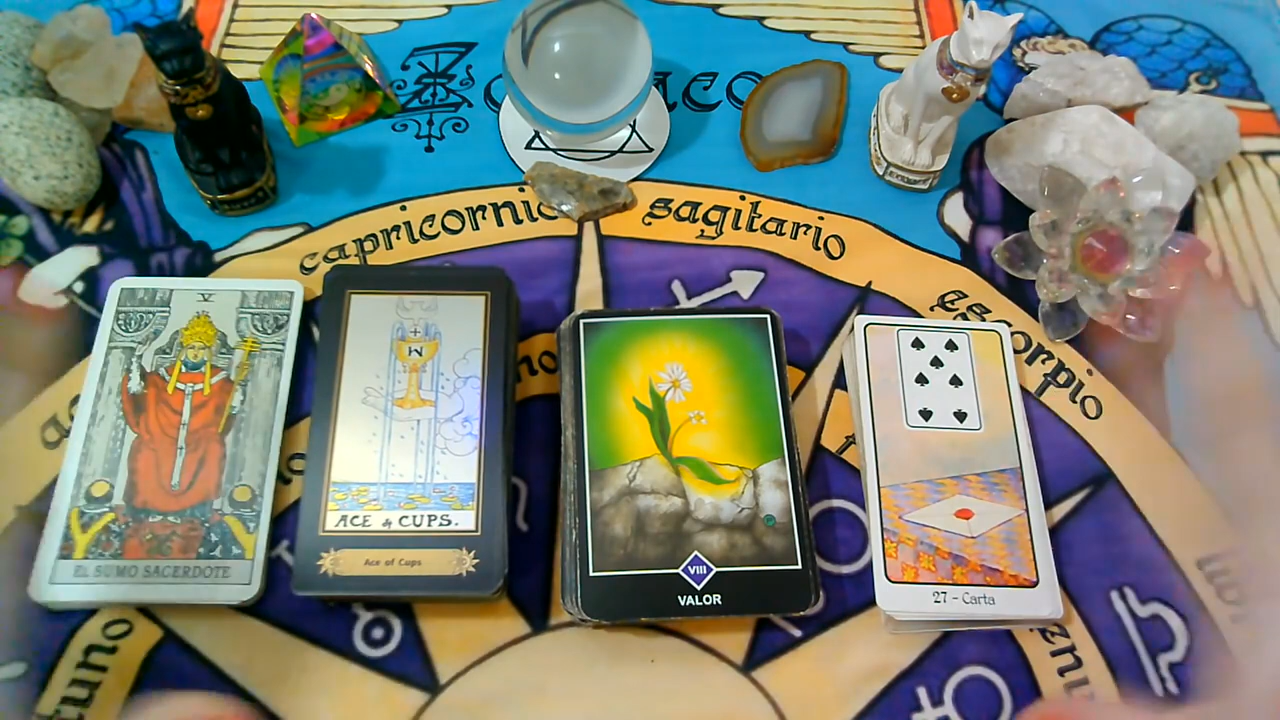 capricornio
sagitario
escorpio
V
EL SUMO SACERDOTE
ACE of CUPS.
Ace of Cups
VIII
VALOR
27 - Carta